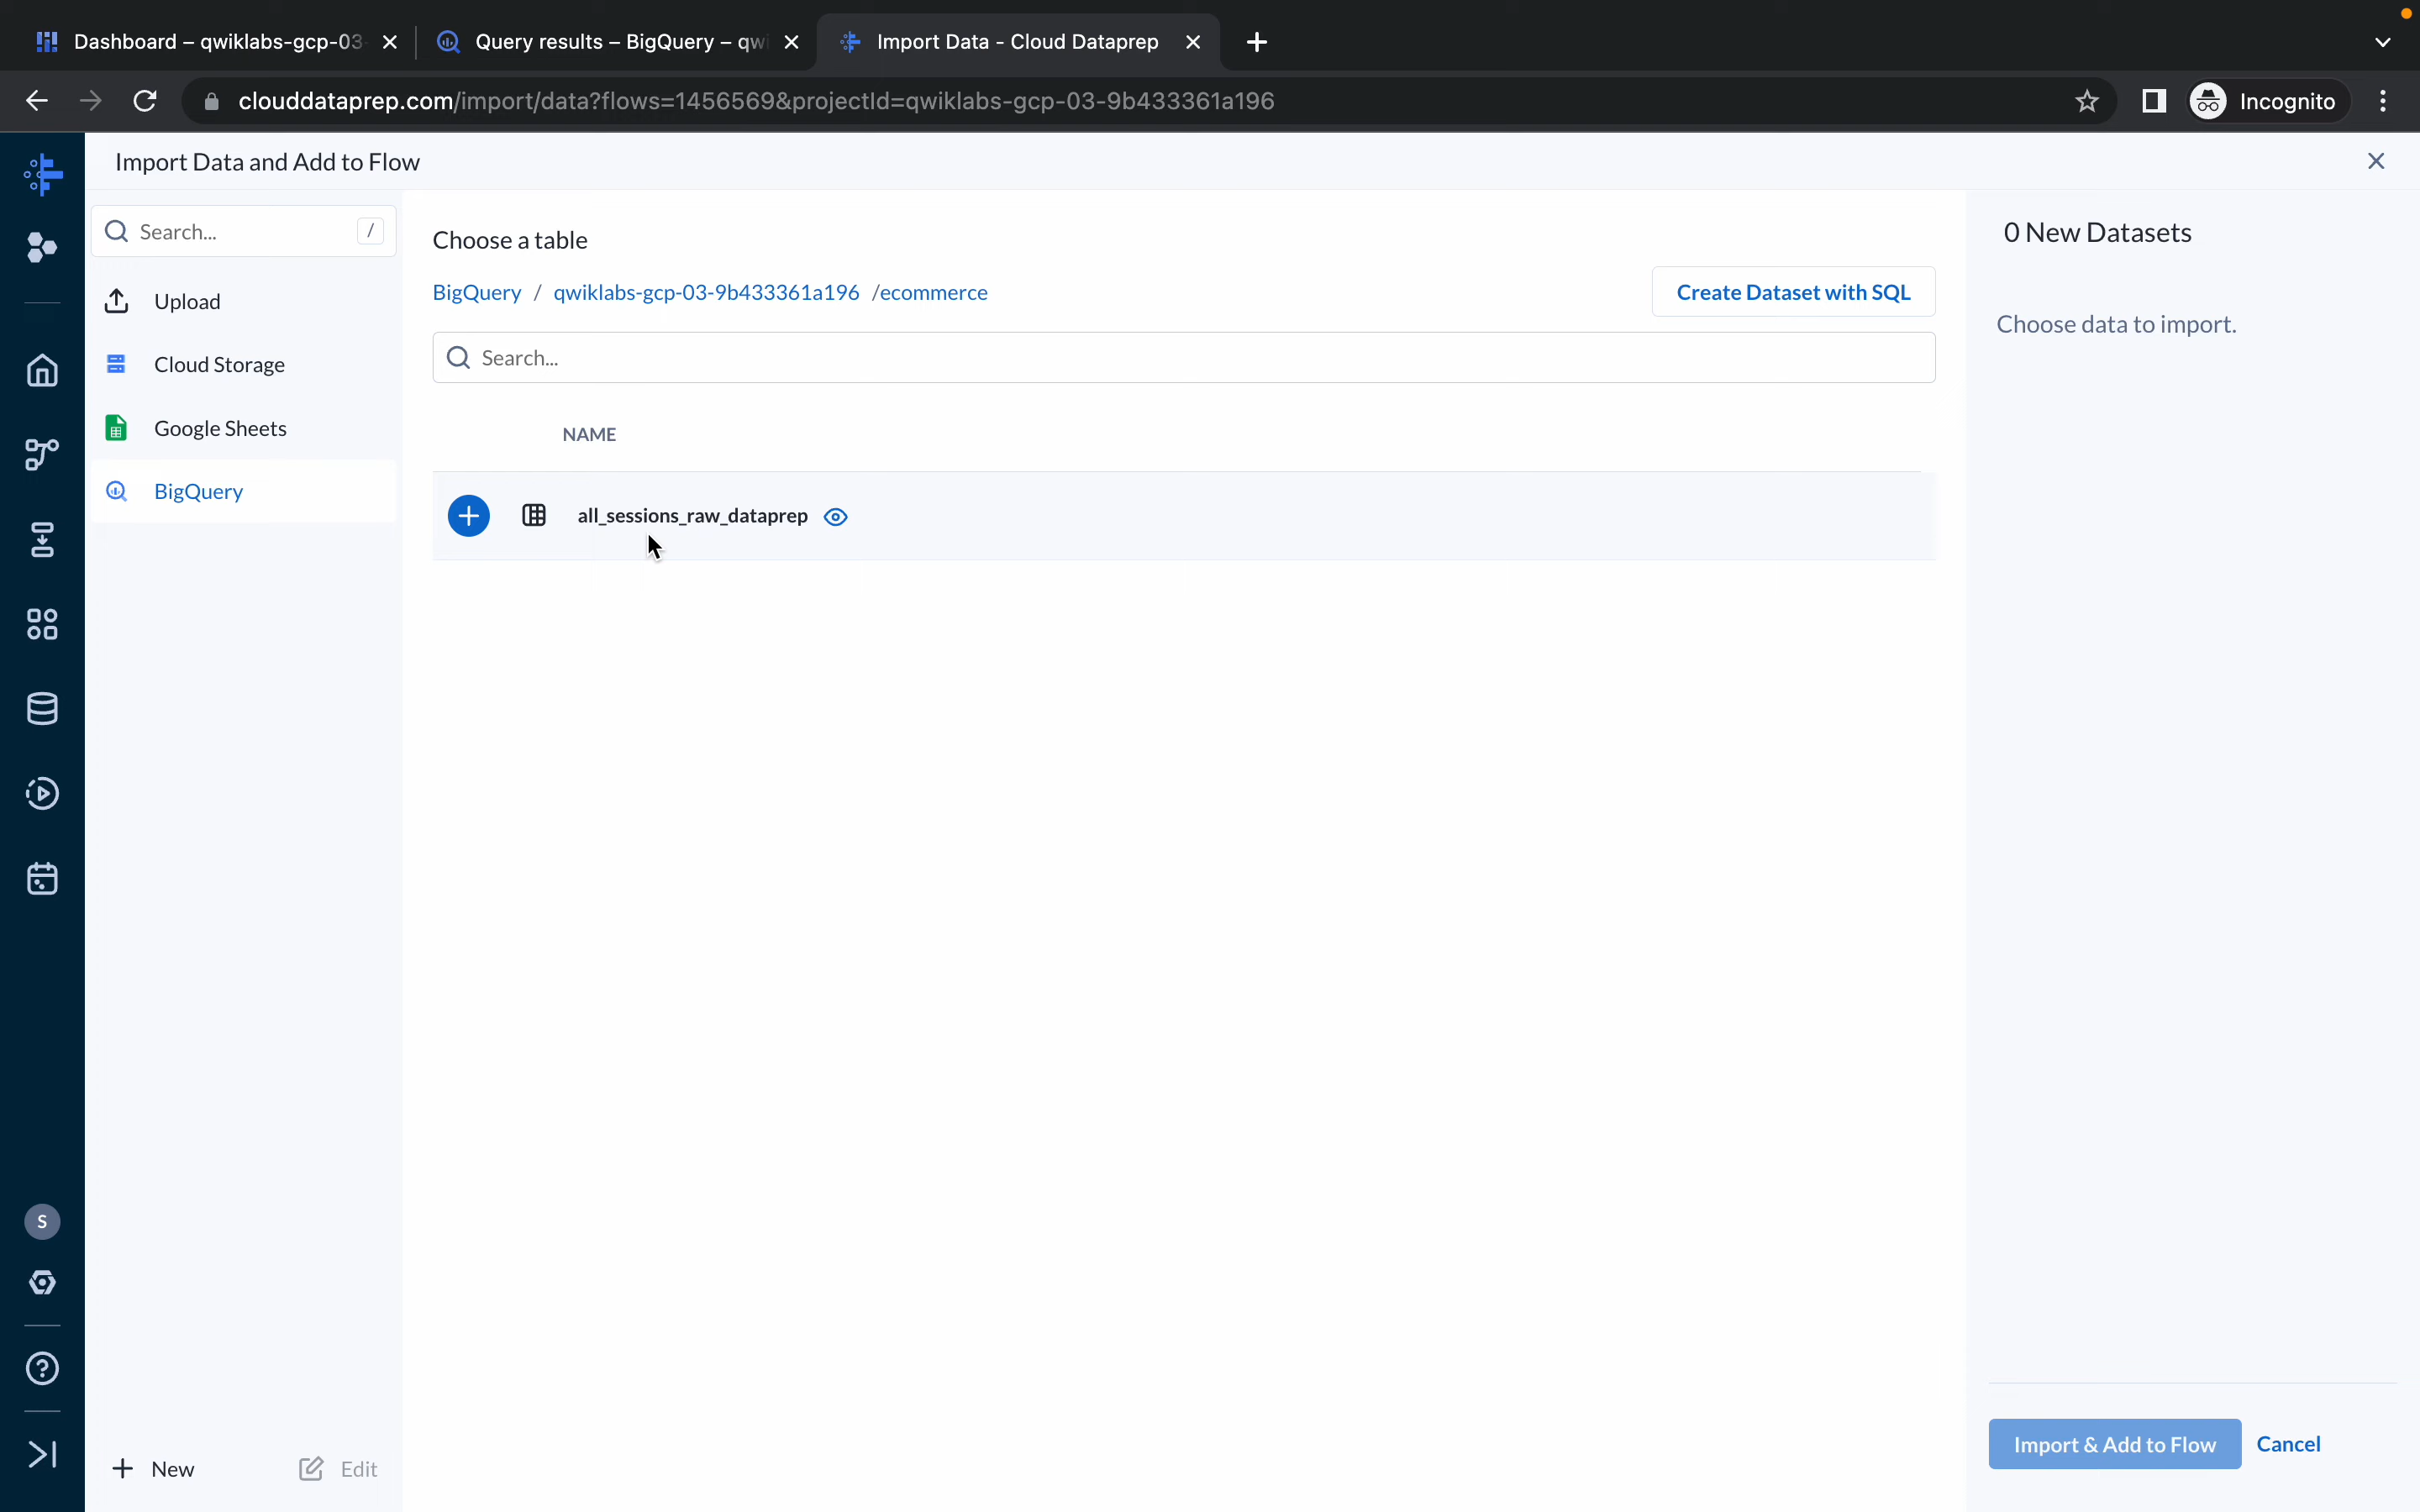 Dashboard – qwiklabs-gcp-03
Query results – BigQuery – qwi
Import Data - Cloud Dataprep
clouddataprep.com/import/data?flows=1456569&projectId=qwiklabs-gcp-03-9b433361a196
Incognito
Import Data and Add to Flow
Search...
/
Upload
Cloud Storage
Google Sheets
BigQuery
Choose a table
BigQuery / qwiklabs-gcp-03-9b433361a196 /ecommerce
Create Dataset with SQL
Search...
NAME
all_sessions_raw_dataprep
0 New Datasets
Choose data to import.
S
New
Edit
Import & Add to Flow
Cancel